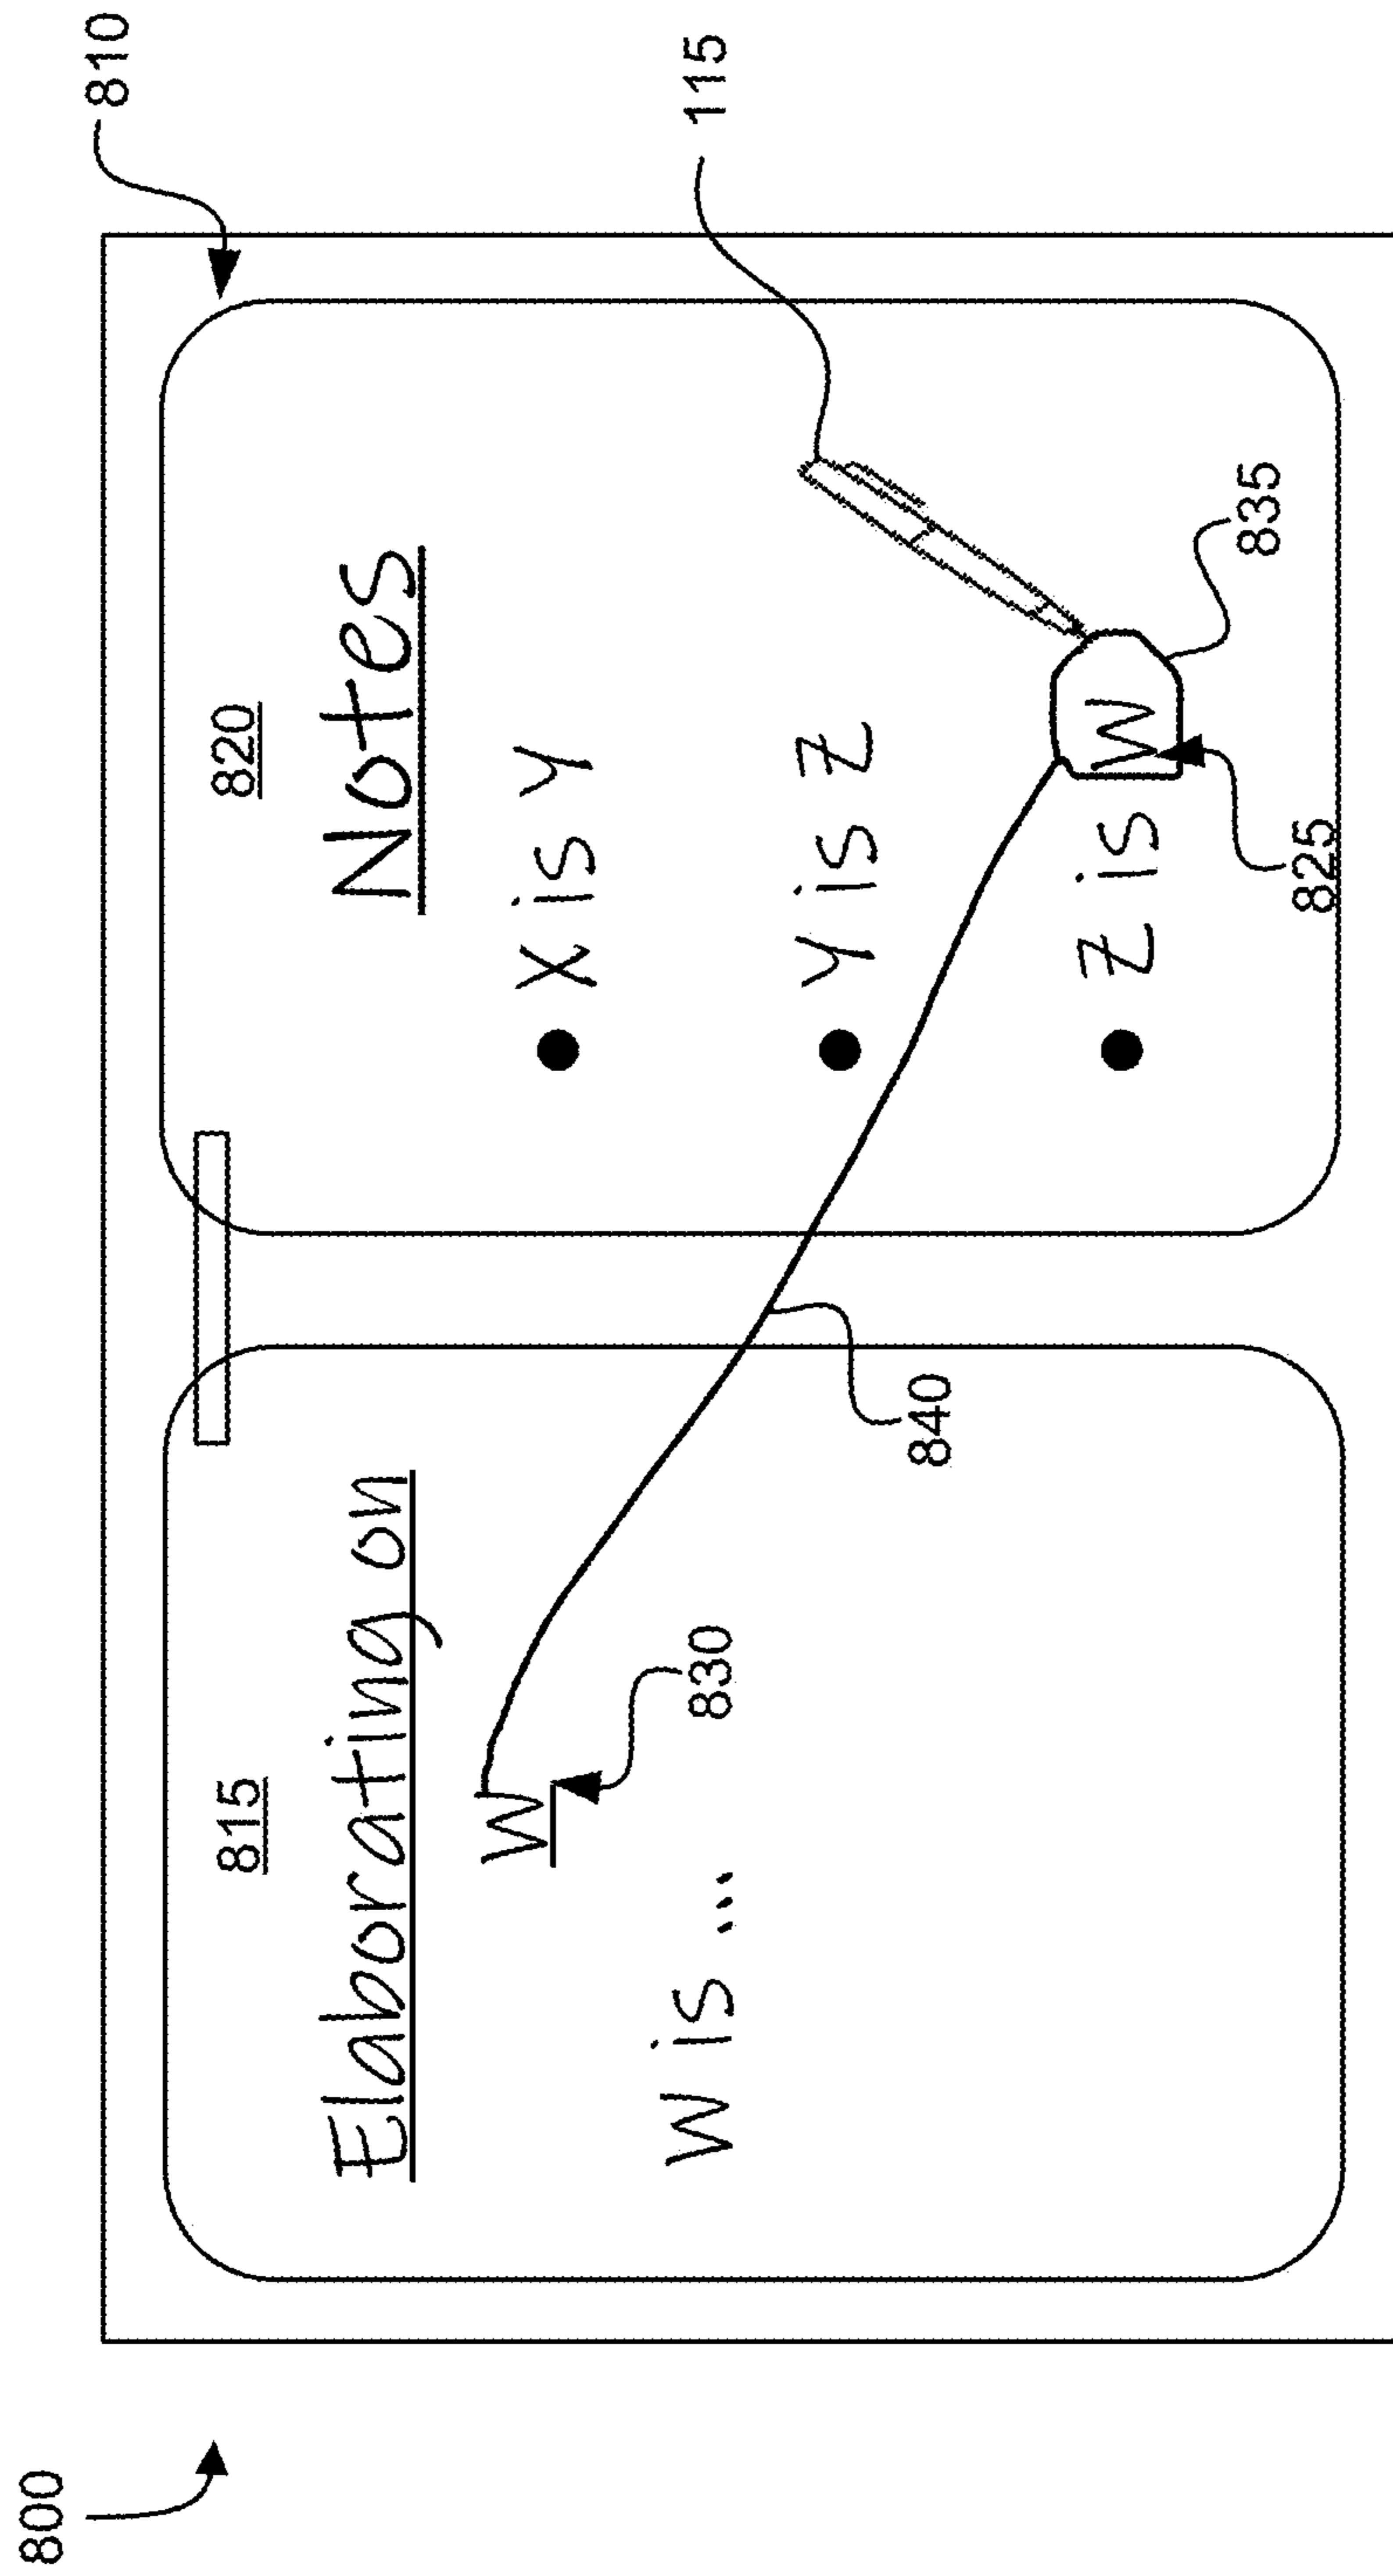 800
810
815
Elaborating on
W
830
W is ...
840
820
Notes
• X is Y
• Y is Z
• Z is W
115
835
825